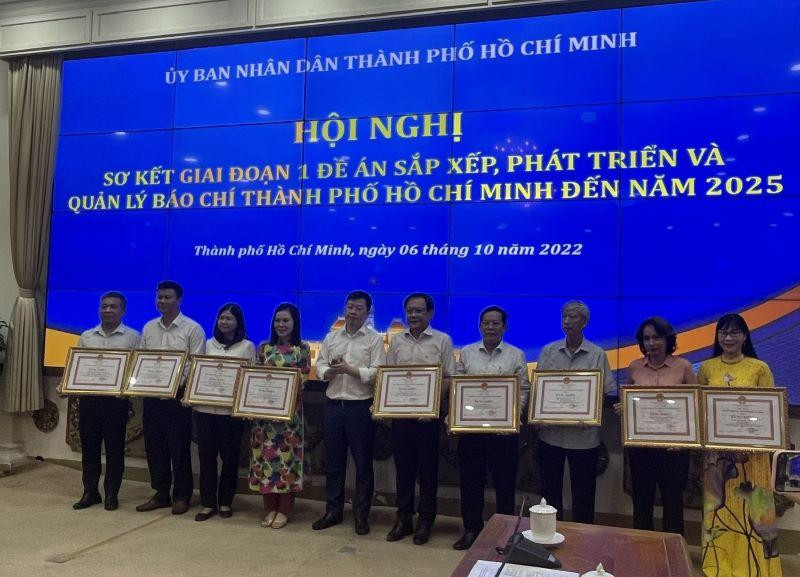 ỦY BAN NHÂN DÂN THÀNH PHỐ HỒ CHÍ MINH
HỘI NGHỊ
SƠ KẾT GIAI ĐOẠN 1 ĐỀ ÁN SẮP XẾP, PHÁT TRIỂN VÀ
QUẢN LÝ BÁO CHÍ THÀNH PHỐ HỒ CHÍ MINH ĐẾN NĂM 2025
Thành phố Hồ Chí Minh, ngày 06 tháng 10 năm 2022